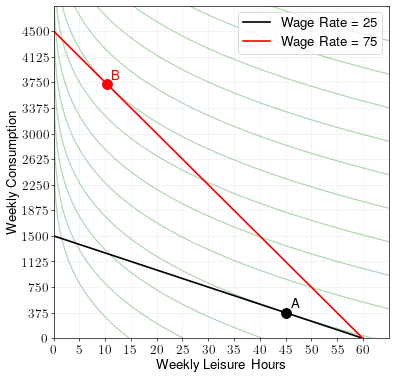 Wage Rate = 25
Wage Rate = 75
4500
4125
3750
3375
3000
2625
2250
1875
1500
1125
750
375
0
B
A
Weekly Consumption
0 5 10 15 20 25 30 35 40 45 50 55 60
Weekly Leisure Hours